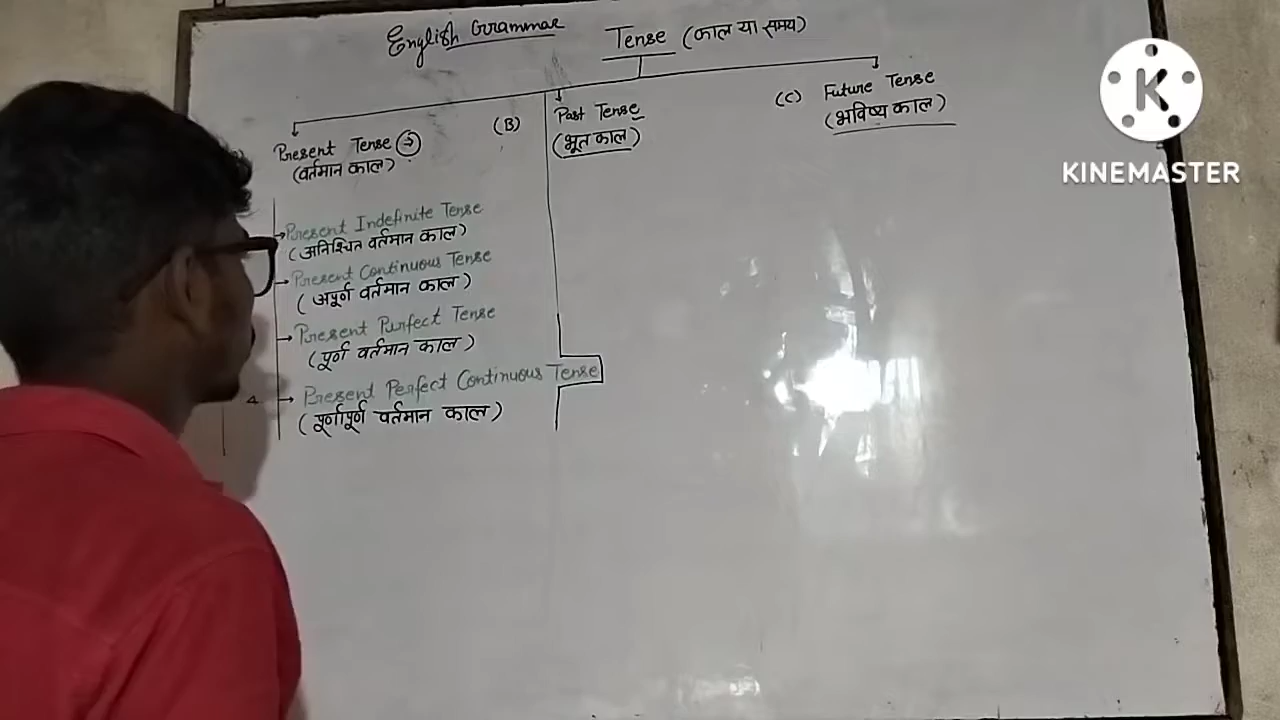 English Grammar
Tense (काल या समय)
Present Tense
(वर्तमान काल)
(B) Past Tense
(भूत काल)
(C) Future Tense
(भविष्य काल)
Present Indefinite Tense
(अनिश्चित वर्तमान काल)
Present Continuous Tense
(अपूर्ण वर्तमान काल)
Present Perfect Tense
(पूर्ण वर्तमान काल)
4 → Present Perfect Continuous Tense
(पूर्णापूर्ण वर्तमान काल)
K
KINEMASTER